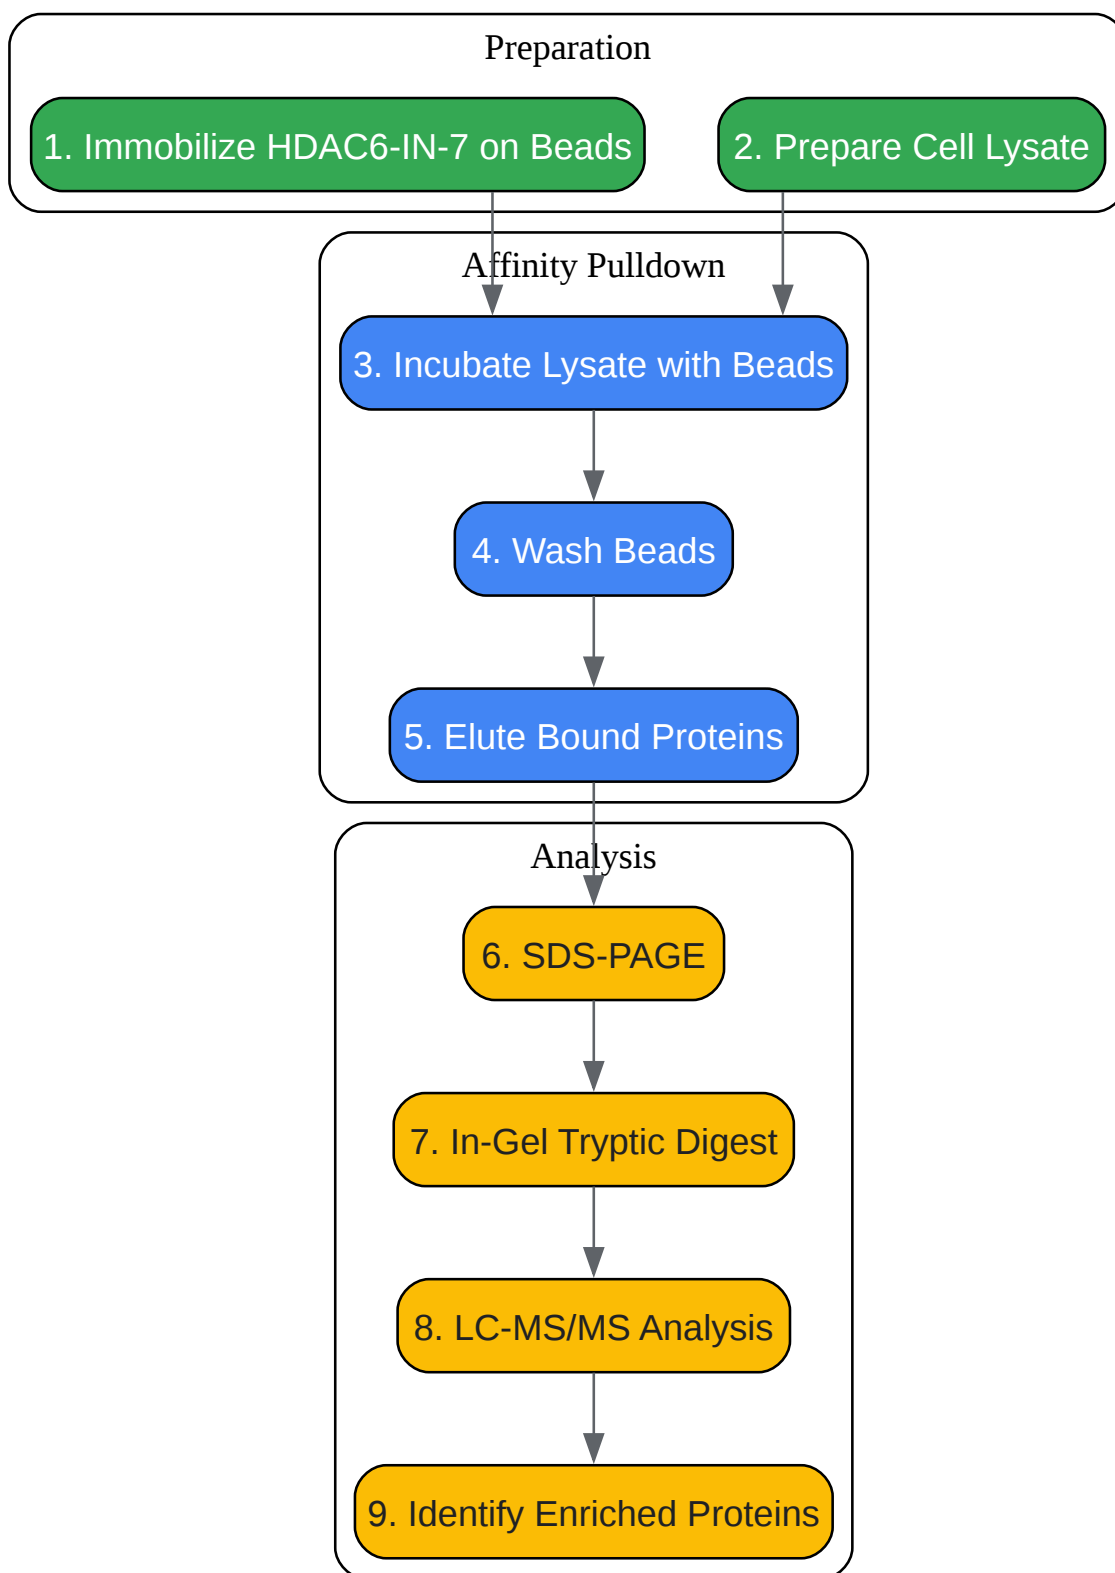 Preparation
1. Immobilize HDAC6-IN-7 on Beads
2. Prepare Cell Lysate
Affinity Pulldown
3. Incubate Lysate with Beads
4. Wash Beads
5. Elute Bound Proteins
Analysis
6. SDS-PAGE
7. In-Gel Tryptic Digest
8. LC-MS/MS Analysis
9. Identify Enriched Proteins